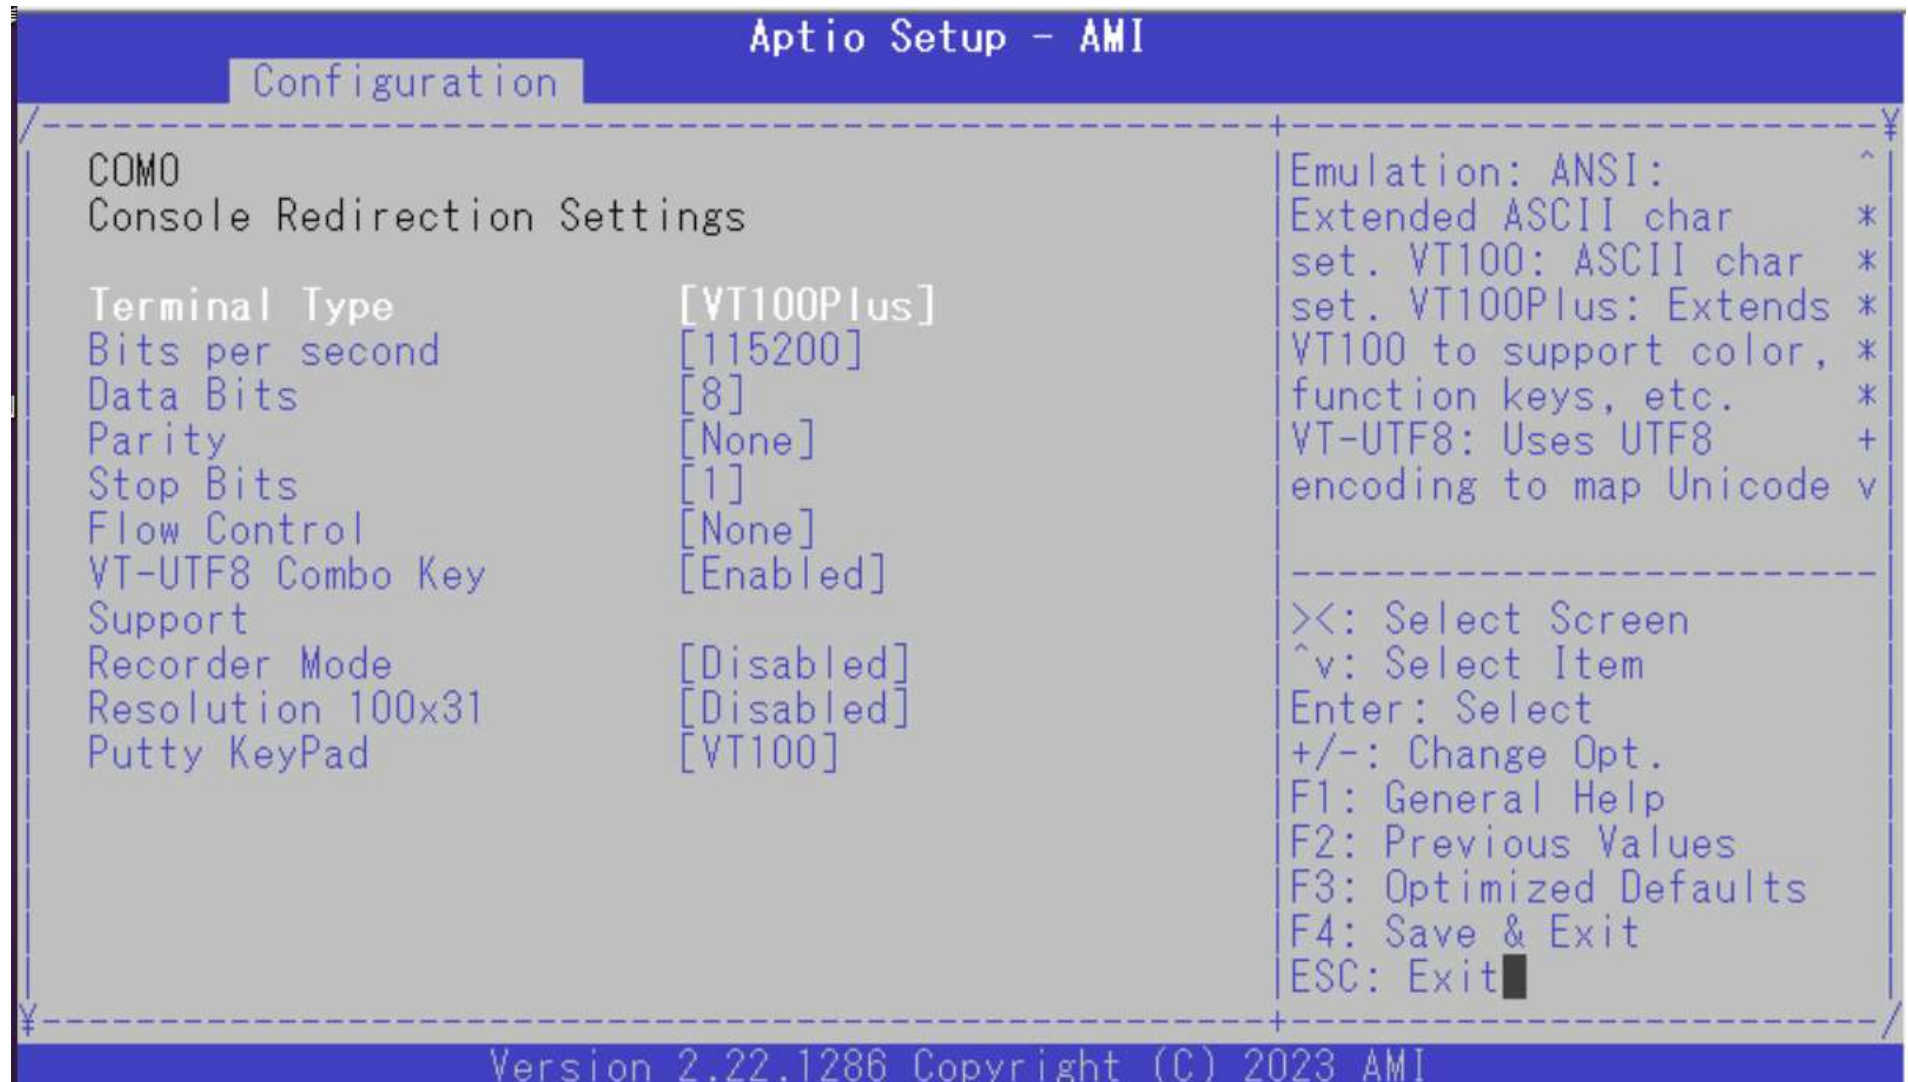 Aptio Setup - AMI
Configuration
COM0
Console Redirection Settings
Terminal Type [VT100Plus]
Bits per second [115200]
Data Bits [8]
Parity [None]
Stop Bits [1]
Flow Control [None]
VT-UTF8 Combo Key [Enabled]
Support
Recorder Mode [Disabled]
Resolution 100x31 [Disabled]
Putty KeyPad [VT100]
Emulation: ANSI: ^
Extended ASCII char *
set. VT100: ASCII char *
set. VT100Plus: Extends *
VT100 to support color, *
function keys, etc. *
VT-UTF8: Uses UTF8 +
encoding to map Unicode v
><: Select Screen
^v: Select Item
Enter: Select
+/-: Change Opt.
F1: General Help
F2: Previous Values
F3: Optimized Defaults
F4: Save & Exit
ESC: Exit
Version 2.22.1286 Copyright (C) 2023 AMI